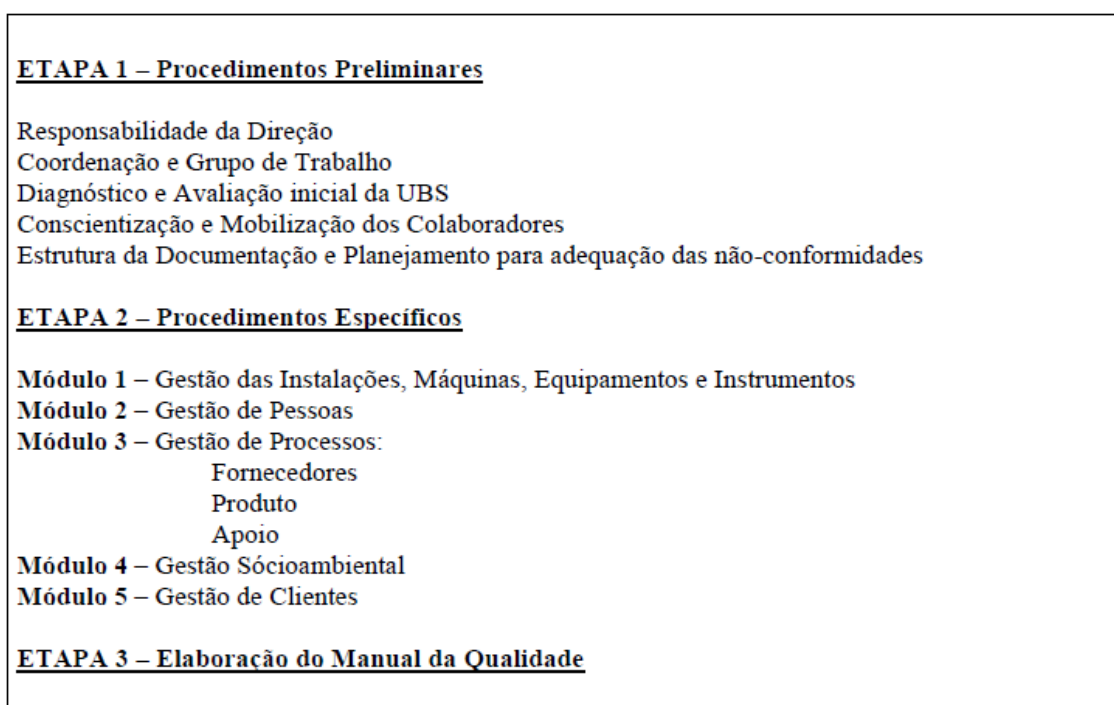 ETAPA 1 – Procedimentos Preliminares
Responsabilidade da Direção
Coordenação e Grupo de Trabalho
Diagnóstico e Avaliação inicial da UBS
Conscientização e Mobilização dos Colaboradores
Estrutura da Documentação e Planejamento para adequação das não-conformidades
ETAPA 2 – Procedimentos Específicos
Módulo 1 – Gestão das Instalações, Máquinas, Equipamentos e Instrumentos
Módulo 2 – Gestão de Pessoas
Módulo 3 – Gestão de Processos:
Fornecedores
Produto
Apoio
Módulo 4 – Gestão Sócioambiental
Módulo 5 – Gestão de Clientes
ETAPA 3 – Elaboração do Manual da Qualidade